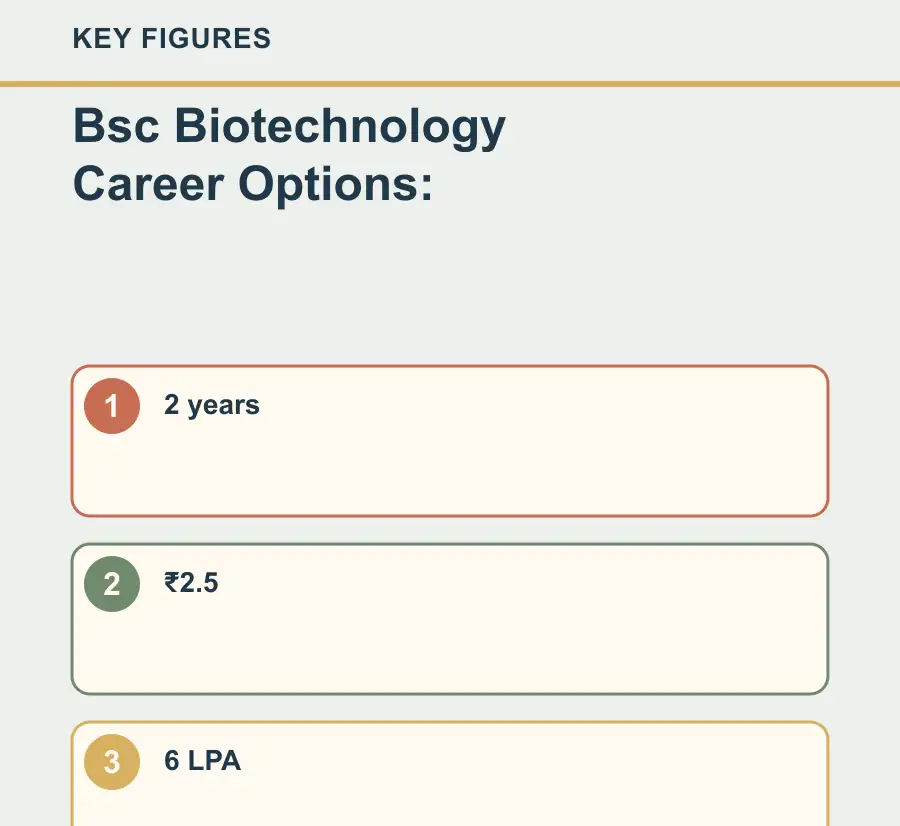 KEY FIGURES
Bsc Biotechnology
Career Options:
1 2 years
2 ₹2.5
3 6 LPA